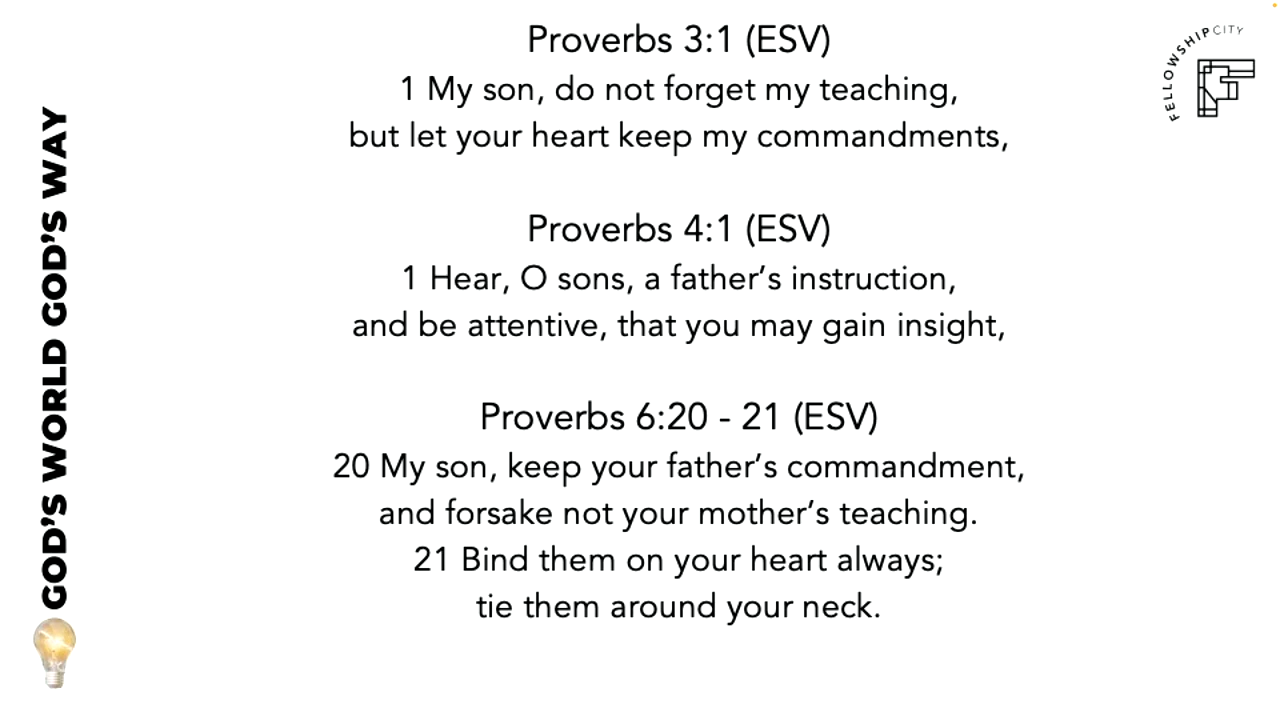 Proverbs 3:1 (ESV)
1 My son, do not forget my teaching,
but let your heart keep my commandments,
Proverbs 4:1 (ESV)
1 Hear, O sons, a father’s instruction,
and be attentive, that you may gain insight,
Proverbs 6:20 - 21 (ESV)
20 My son, keep your father’s commandment,
and forsake not your mother’s teaching.
21 Bind them on your heart always;
tie them around your neck.
GOD’S WORLD GOD’S WAY
FELLOWSHIPCITY